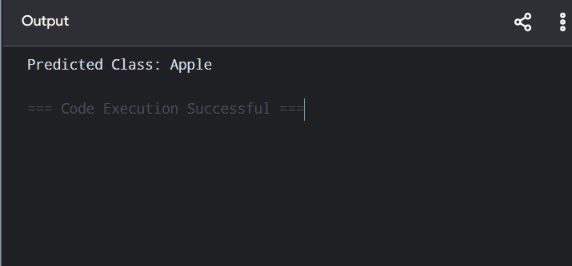 Output
Predicted Class: Apple
=== Code Execution Successful ===